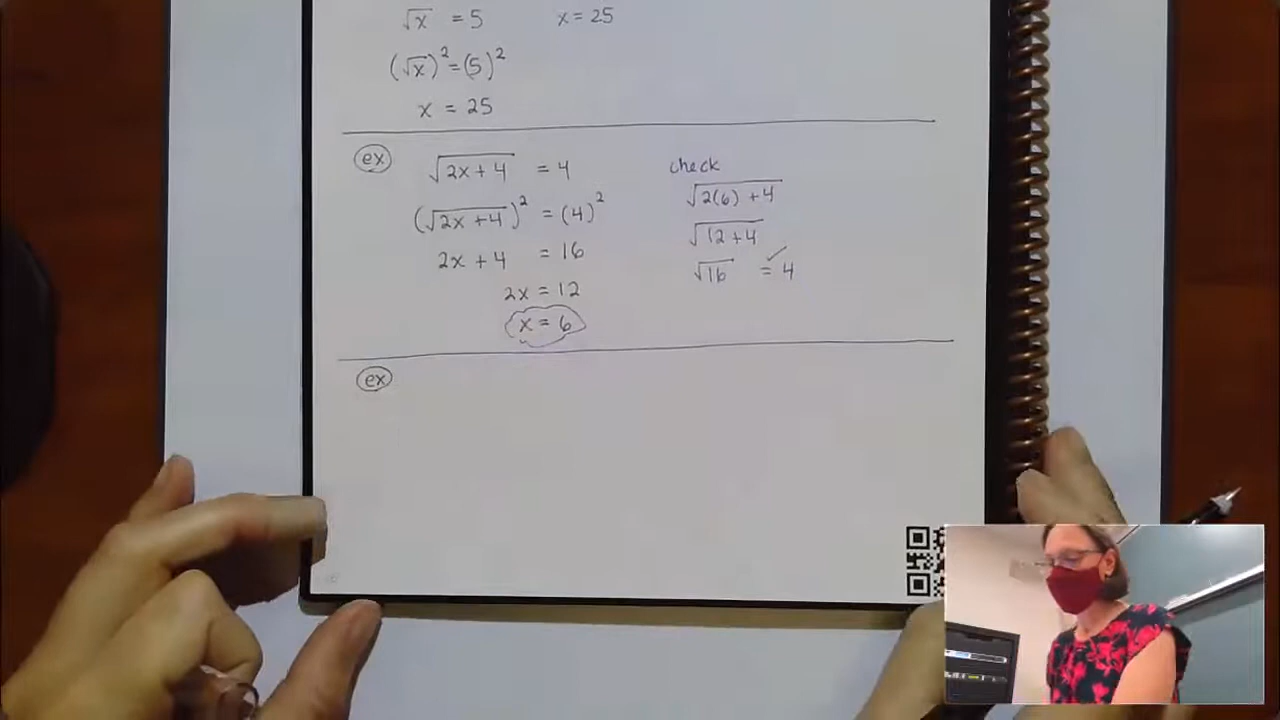 √x = 5 x = 25
(√x)² = (5)²
x = 25
ex √2x + 4 = 4 check
(√2x + 4)² = (4)² √2(6) + 4
2x + 4 = 16 √12 + 4
2x = 12 √16 = 4 ✓
x = 6
ex